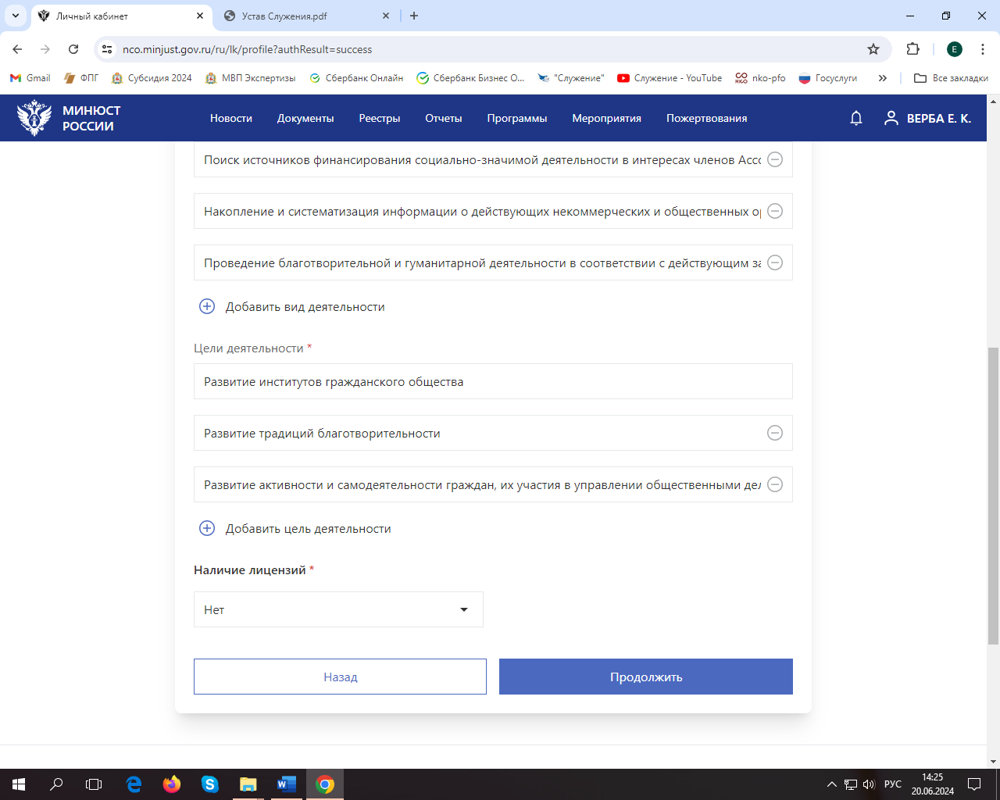 Личный кабинет
Устав Служения.pdf
nco.minjust.gov.ru/ru/lk/profile?authResult=success
E
Gmail
ФПГ
Субсидия 2024
МВП Экспертизы
Сбербанк Онлайн
Сбербанк Бизнес О...
"Служение"
Служение - YouTube
nko-pfo
Госуслуги
Все закладки
МИНЮСТ
РОССИИ
Новости
Документы
Реестры
Отчеты
Программы
Мероприятия
Пожертвования
ВЕРБА Е. К.
Поиск источников финансирования социально-значимой деятельности в интересах членов Ассо
Накопление и систематизация информации о действующих некоммерческих и общественных ор
Проведение благотворительной и гуманитарной деятельности в соответствии с действующим за
Добавить вид деятельности
Цели деятельности *
Развитие институтов гражданского общества
Развитие традиций благотворительности
Развитие активности и самодеятельности граждан, их участия в управлении общественными дел
Добавить цель деятельности
Наличие лицензий *
Нет
Назад
Продолжить
РУС
14:25
20.06.2024